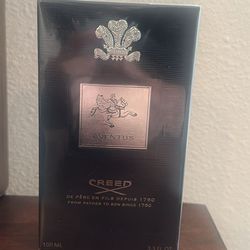 AVENTUS
CREED
DE PÈRE EN FILS DEPUIS 1760
FROM FATHER TO SON SINCE 1760
100 ML
3.3 FL.OZ